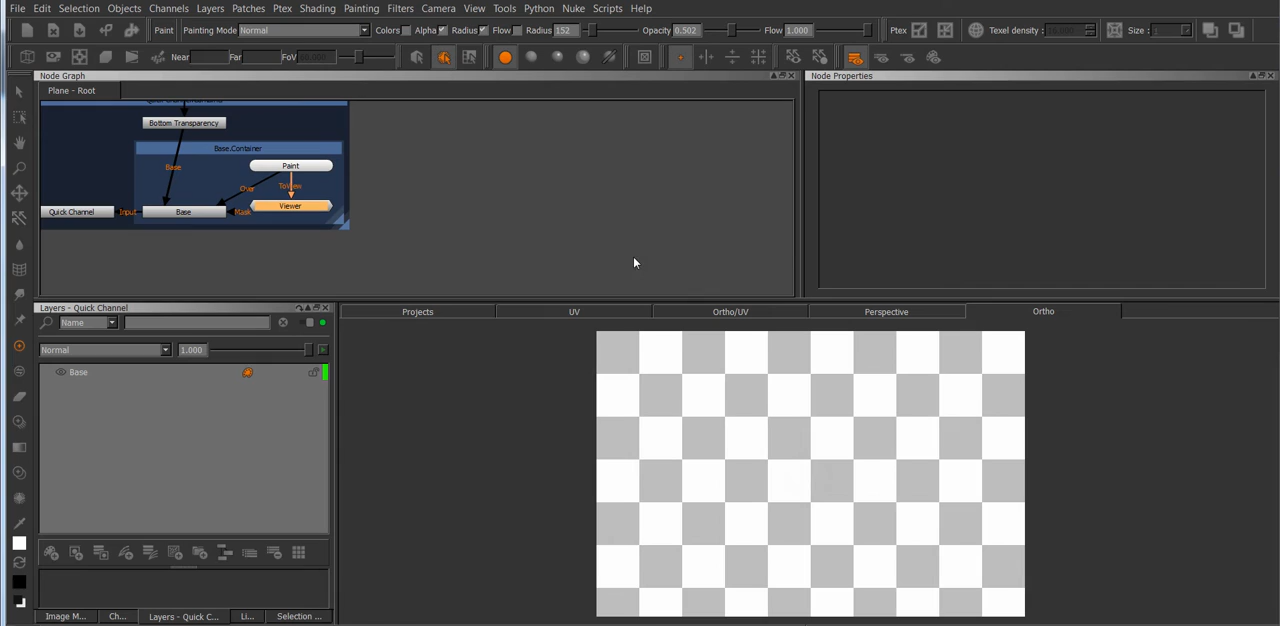 File Edit Selection Objects Channels Layers Patches Ptex Shading Painting Filters Camera View Tools Python Nuke Scripts Help
Paint Painting Mode Normal Colors Alpha Radius Flow Radius 152 Opacity 0.502 Flow 1.000 Ptex Texel density: Size:
Near Far FoV
Node Graph
Node Properties
Plane - Root
Bottom Transparency
Base.Container
Base
Paint
Over
ToView
Quick Channel
Input
Base
Mask
Viewer
Layers - Quick Channel
Projects UV Ortho/UV Perspective Ortho
Name
Normal 1.000
Base
Image M... Ch... Layers - Quick C... Li... Selection ...